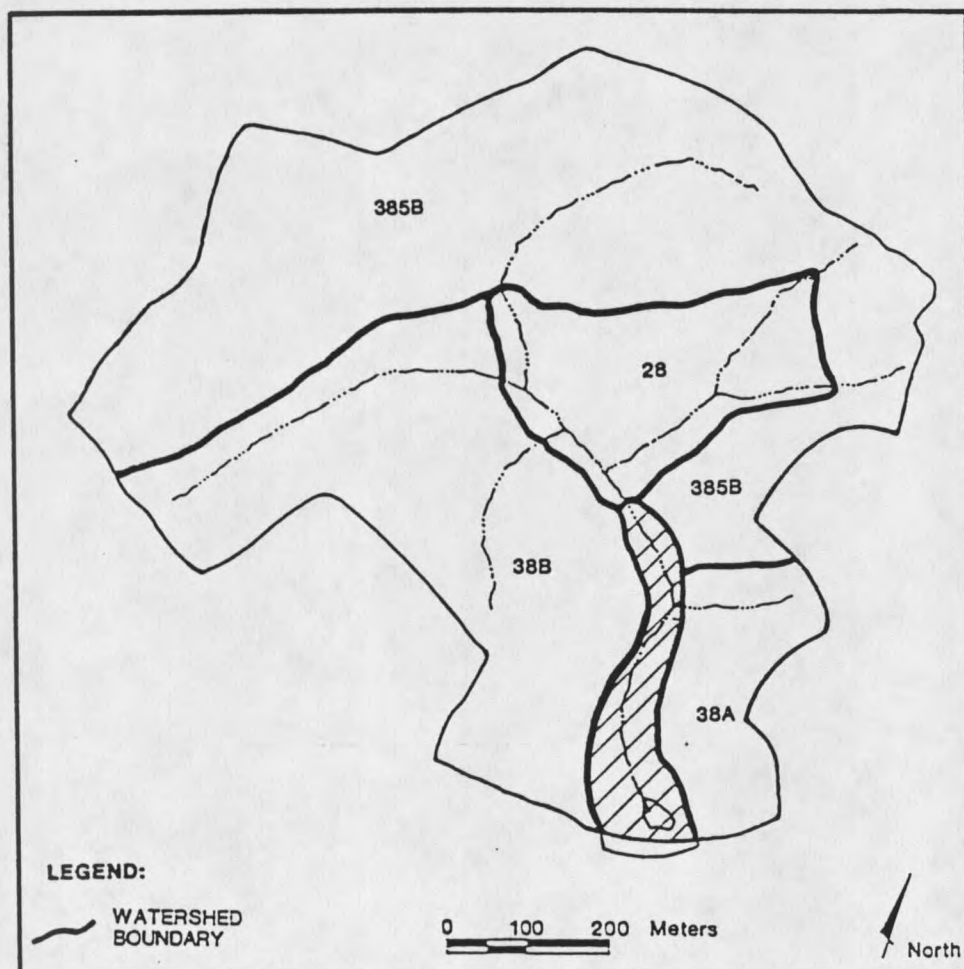 385B
28
385B
38B
38A
LEGEND:
WATERSHED
BOUNDARY
0 100 200 Meters
North